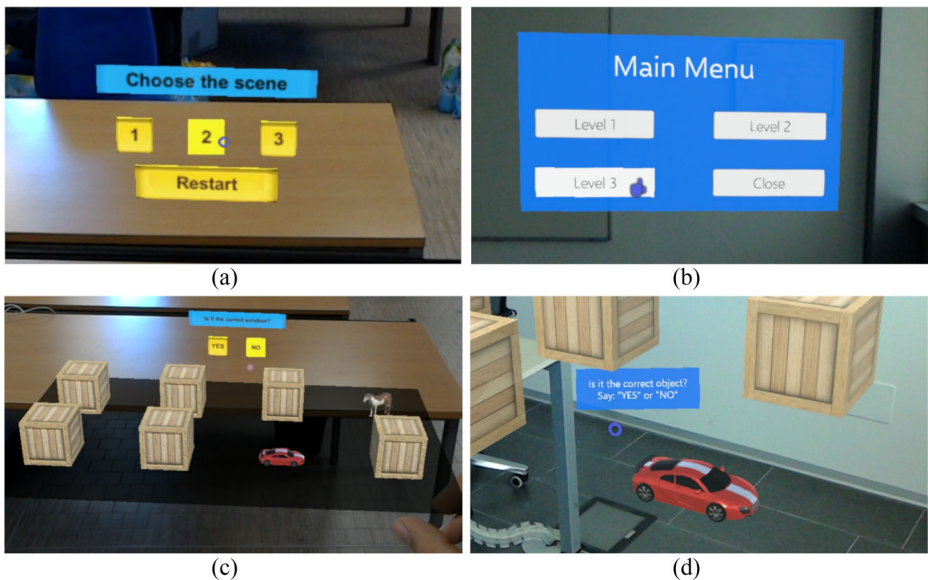 Choose the scene
1
2
3
Restart
(a)
Main Menu
Level 1
Level 2
Level 3
Close
(b)
Is it the correct solution?
YES
NO
(c)
Is it the correct object?
Say: "YES" or "NO"
(d)